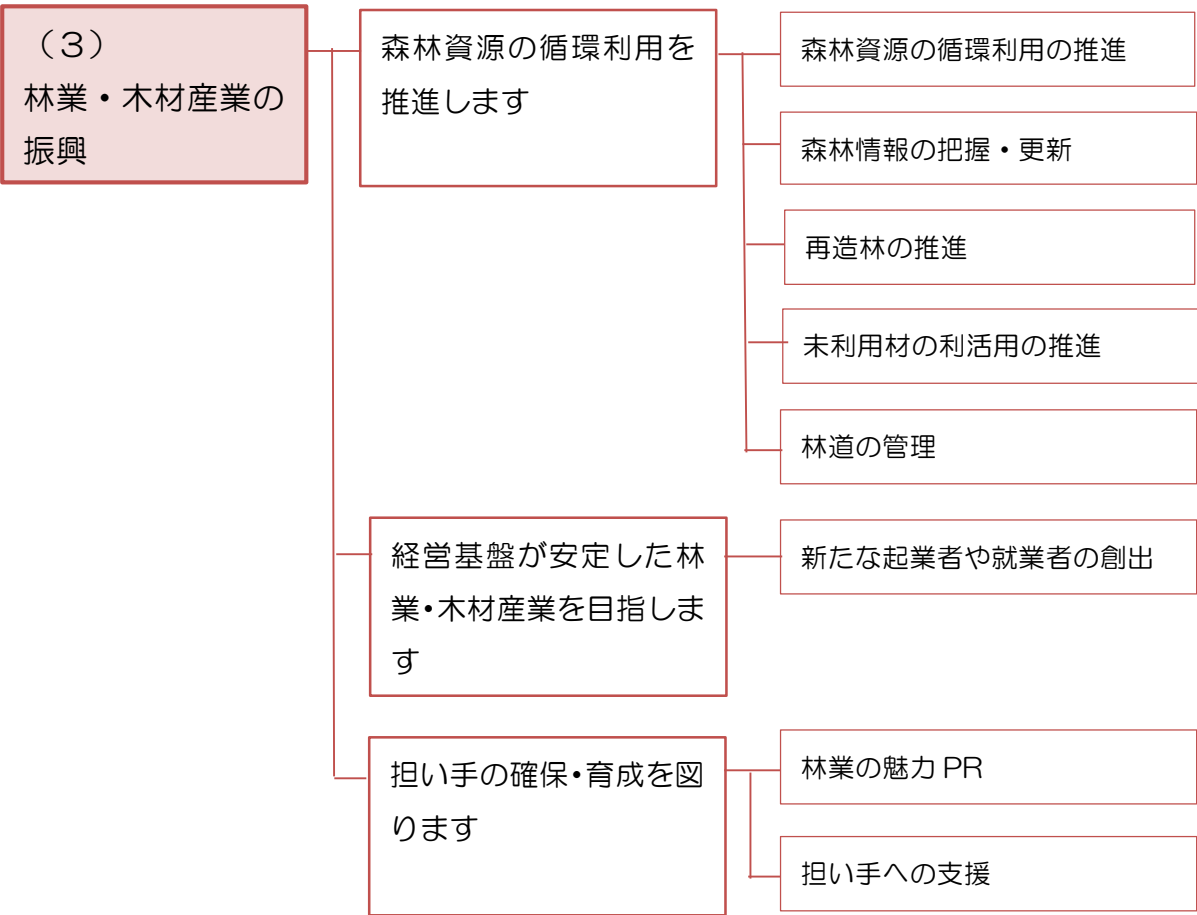 （３）
林業・木材産業の
振興
森林資源の循環利用を
推進します
森林資源の循環利用の推進
森林情報の把握・更新
再造林の推進
未利用材の利活用の推進
林道の管理
経営基盤が安定した林
業・木材産業を目指しま
す
新たな起業者や就業者の創出
担い手の確保・育成を図
ります
林業の魅力 PR
担い手への支援